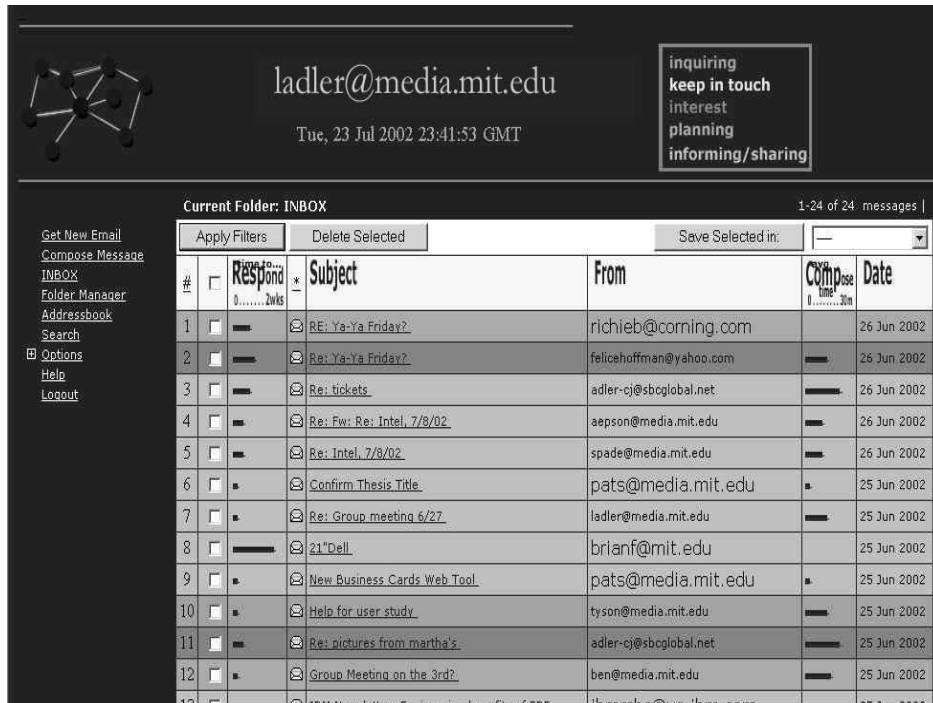 ladler@media.mit.edu
Tue, 23 Jul 2002 23:41:53 GMT
inquiring
keep in touch
interest
planning
informing/sharing
Current Folder: INBOX 1-24 of 24 messages |
Get New Email
Compose Message
INBOX
Folder Manager
Addressbook
Search
Options
Help
Logout
Apply Filters Delete Selected Save Selected in: —
# Time to... Respond 0........2wks * Subject From avg Compose time 0........30m Date
1 RE: Ya-Ya Friday? richieb@corning.com 26 Jun 2002
2 Re: Ya-Ya Friday? felicehoffman@yahoo.com 26 Jun 2002
3 Re: tickets adler-cj@sbcglobal.net 26 Jun 2002
4 Re: Fw: Re: Intel, 7/8/02 aepson@media.mit.edu 26 Jun 2002
5 Re: Intel, 7/8/02 spade@media.mit.edu 26 Jun 2002
6 Confirm Thesis Title pats@media.mit.edu 25 Jun 2002
7 Re: Group meeting 6/27 ladler@media.mit.edu 25 Jun 2002
8 21"Dell brianf@mit.edu 25 Jun 2002
9 New Business Cards Web Tool pats@media.mit.edu 25 Jun 2002
10 Help for user study tyson@media.mit.edu 25 Jun 2002
11 Re: pictures from martha's adler-cj@sbcglobal.net 25 Jun 2002
12 Group Meeting on the 3rd? ben@media.mit.edu 25 Jun 2002